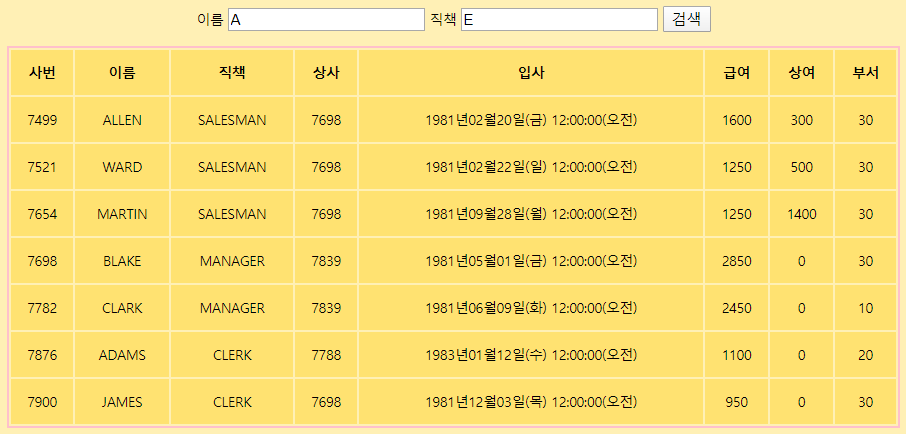 이름 A 직책 E 검색
사번 이름 직책 상사 입사 급여 상여 부서
7499 ALLEN SALESMAN 7698 1981년02월20일(금) 12:00:00(오전) 1600 300 30
7521 WARD SALESMAN 7698 1981년02월22일(일) 12:00:00(오전) 1250 500 30
7654 MARTIN SALESMAN 7698 1981년09월28일(월) 12:00:00(오전) 1250 1400 30
7698 BLAKE MANAGER 7839 1981년05월01일(금) 12:00:00(오전) 2850 0 30
7782 CLARK MANAGER 7839 1981년06월09일(화) 12:00:00(오전) 2450 0 10
7876 ADAMS CLERK 7788 1983년01월12일(수) 12:00:00(오전) 1100 0 20
7900 JAMES CLERK 7698 1981년12월03일(목) 12:00:00(오전) 950 0 30